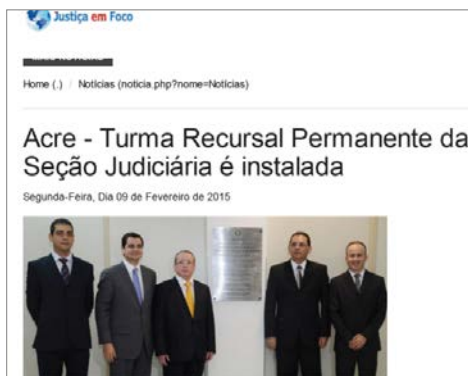 Justiça em Foco
Home (.) / Notícias (noticia.php?nome=Notícias)
Acre - Turma Recursal Permanente da
Seção Judiciária é instalada
Segunda-Feira, Dia 09 de Fevereiro de 2015